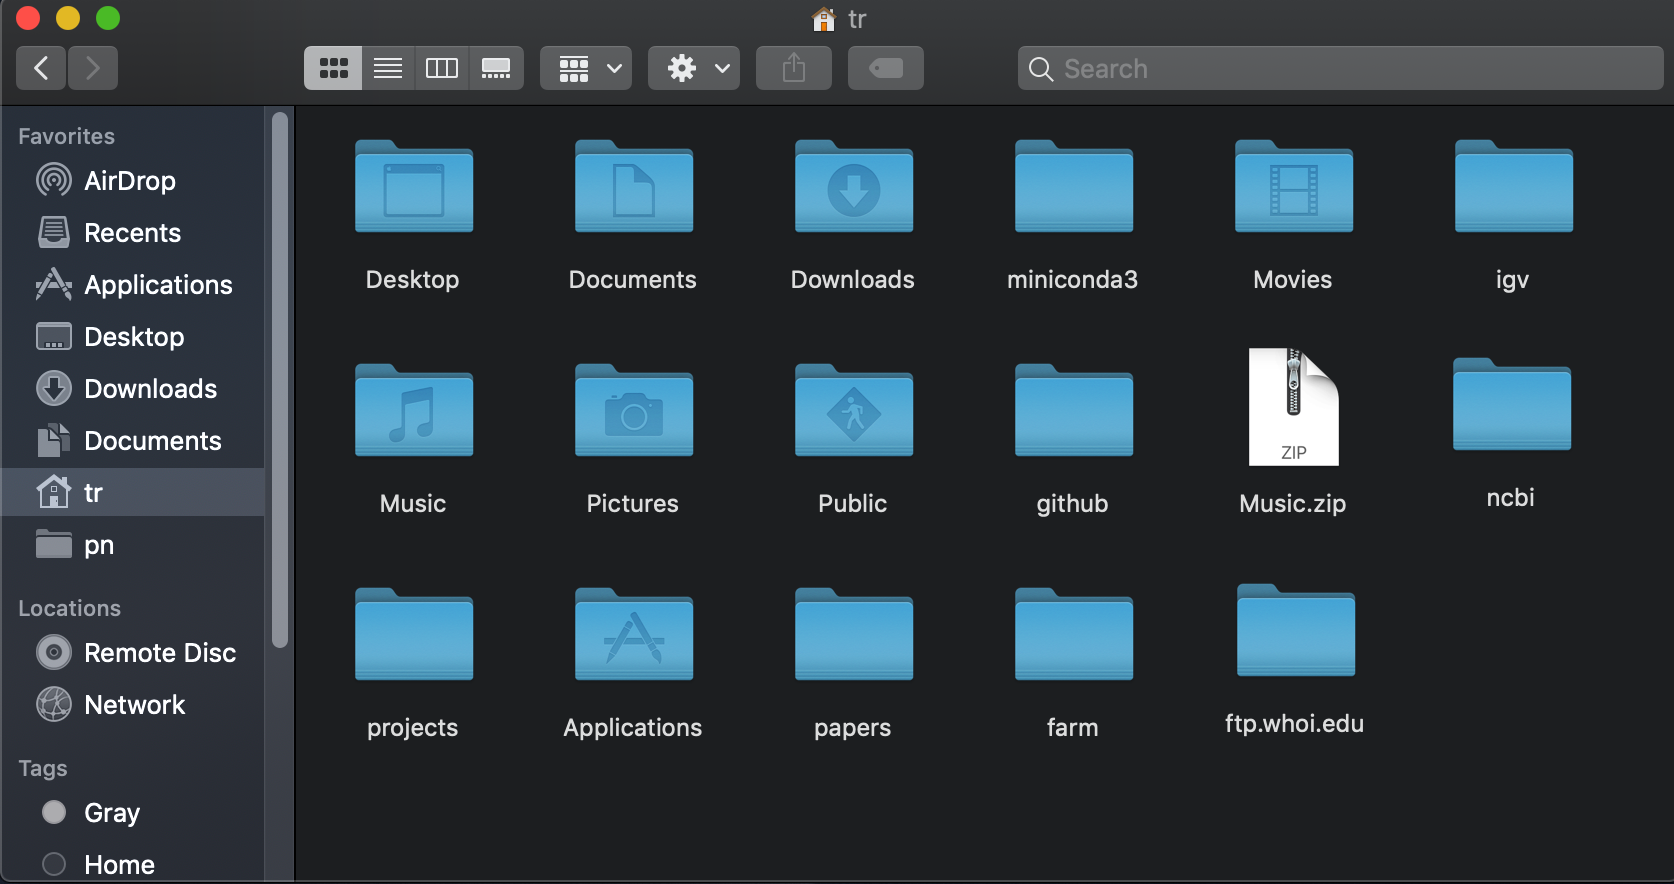 tr
Search
Favorites
AirDrop
Recents
Applications
Desktop
Downloads
Documents
tr
pn
Locations
Remote Disc
Network
Tags
Gray
Home
Desktop
Documents
Downloads
miniconda3
Movies
igv
Music
Pictures
Public
github
ZIP
Music.zip
ncbi
projects
Applications
papers
farm
ftp.whoi.edu